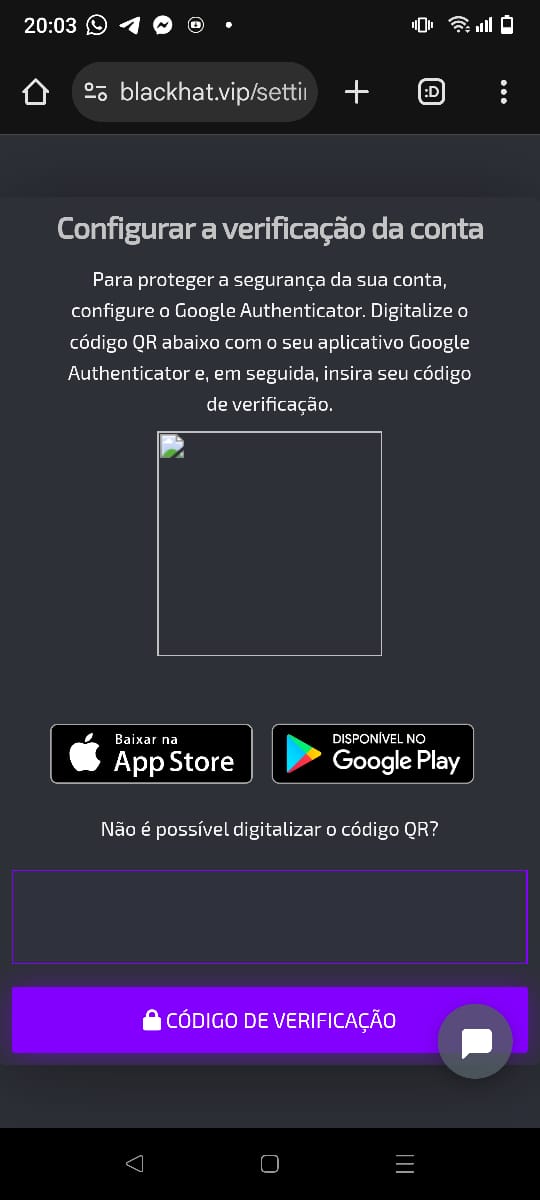 20:03
blackhat.vip/settin
Configurar a verificação da conta
Para proteger a segurança da sua conta,
configure o Google Authenticator. Digitalize o
código QR abaixo com o seu aplicativo Google
Authenticator e, em seguida, insira seu código
de verificação.
Baixar na
App Store
DISPONÍVEL NO
Google Play
Não é possível digitalizar o código QR?
CÓDIGO DE VERIFICAÇÃO